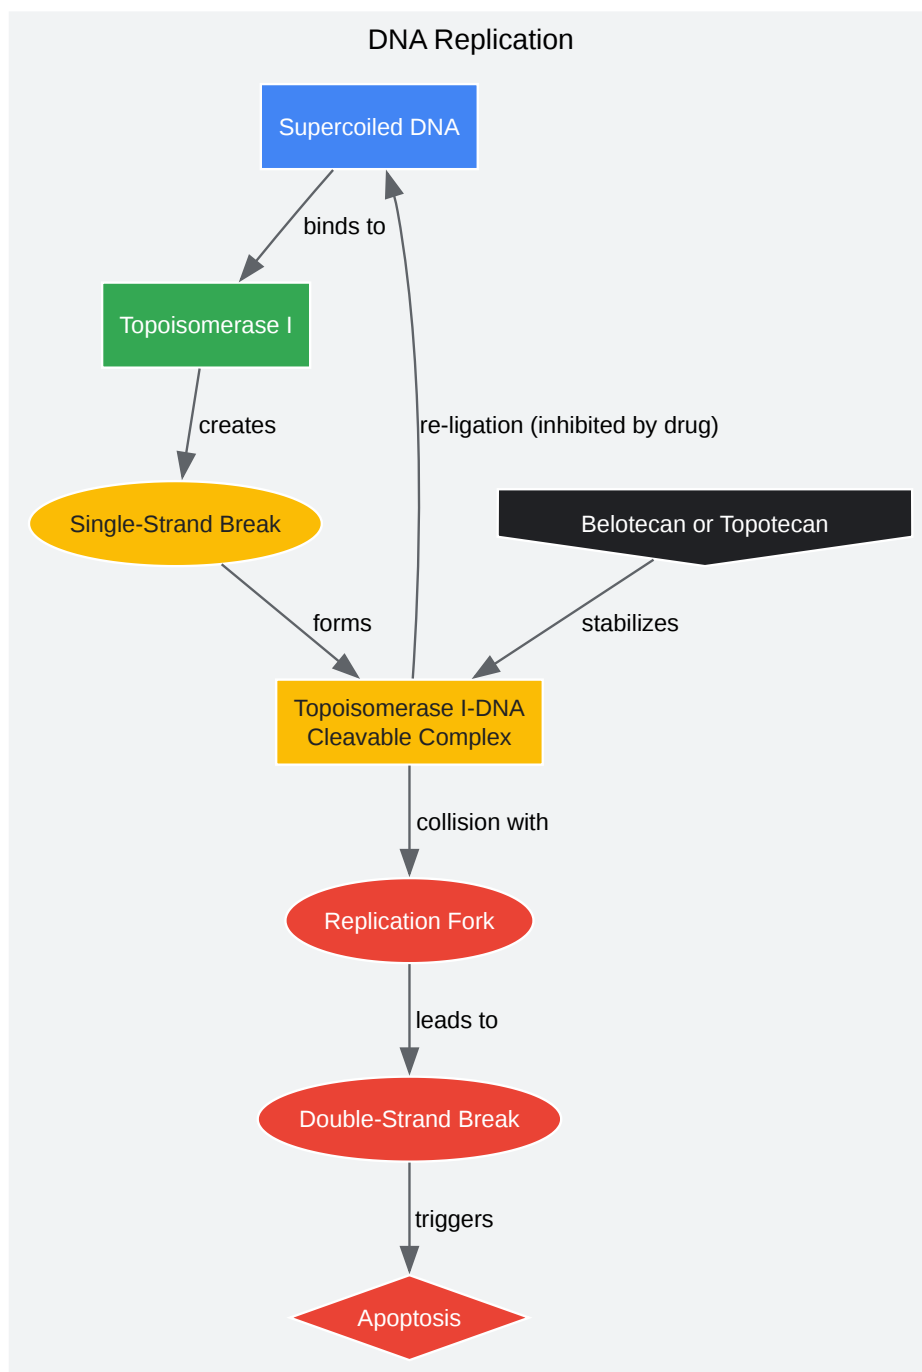 DNA Replication
Supercoiled DNA
binds to
Topoisomerase I
creates
re-ligation (inhibited by drug)
Single-Strand Break
Belotecan or Topotecan
forms
stabilizes
Topoisomerase I-DNA
Cleavable Complex
collision with
Replication Fork
leads to
Double-Strand Break
triggers
Apoptosis